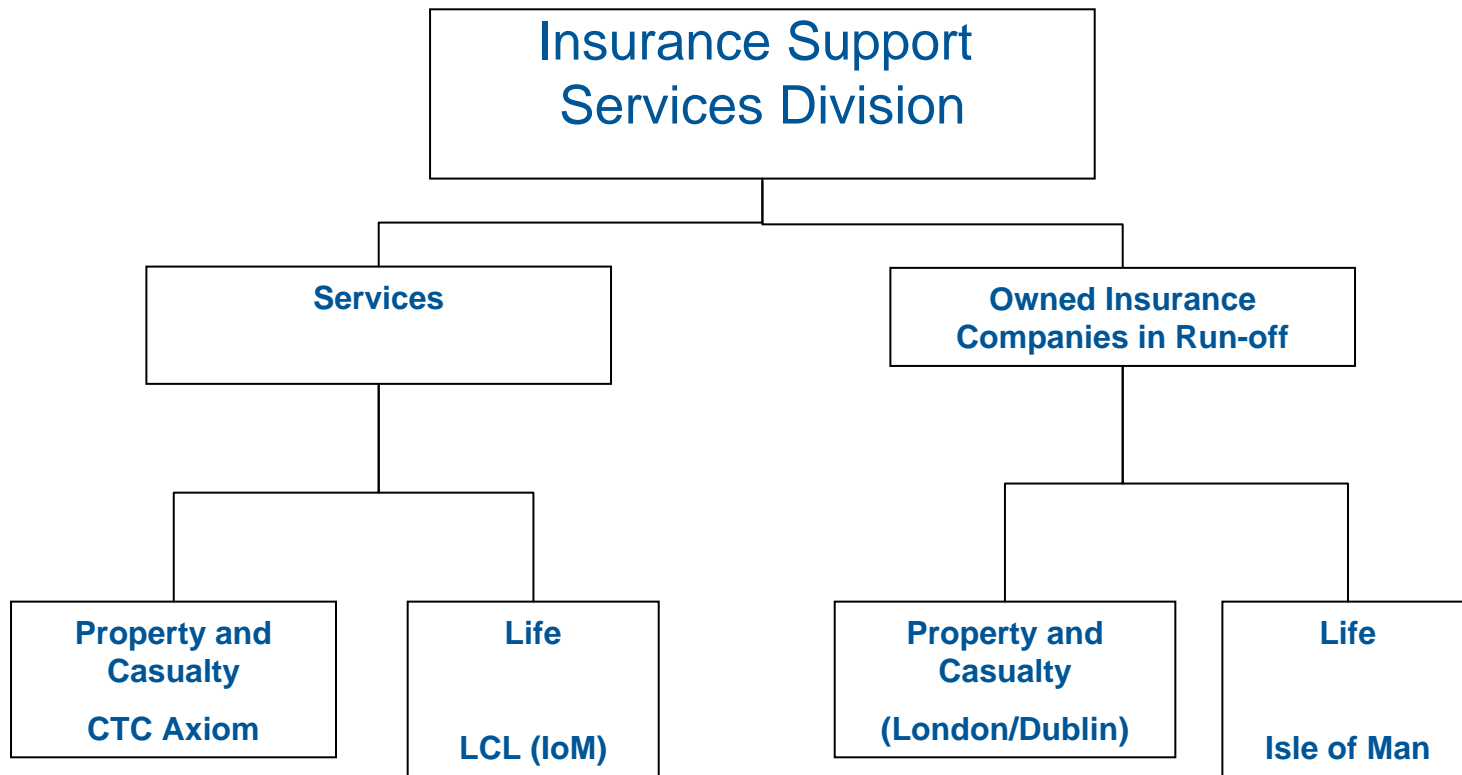 Insurance Support
Services Division
Services
Owned Insurance
Companies in Run-off
Property and
Casualty
CTC Axiom
Life
LCL (IoM)
Property and
Casualty
(London/Dublin)
Life
Isle of Man